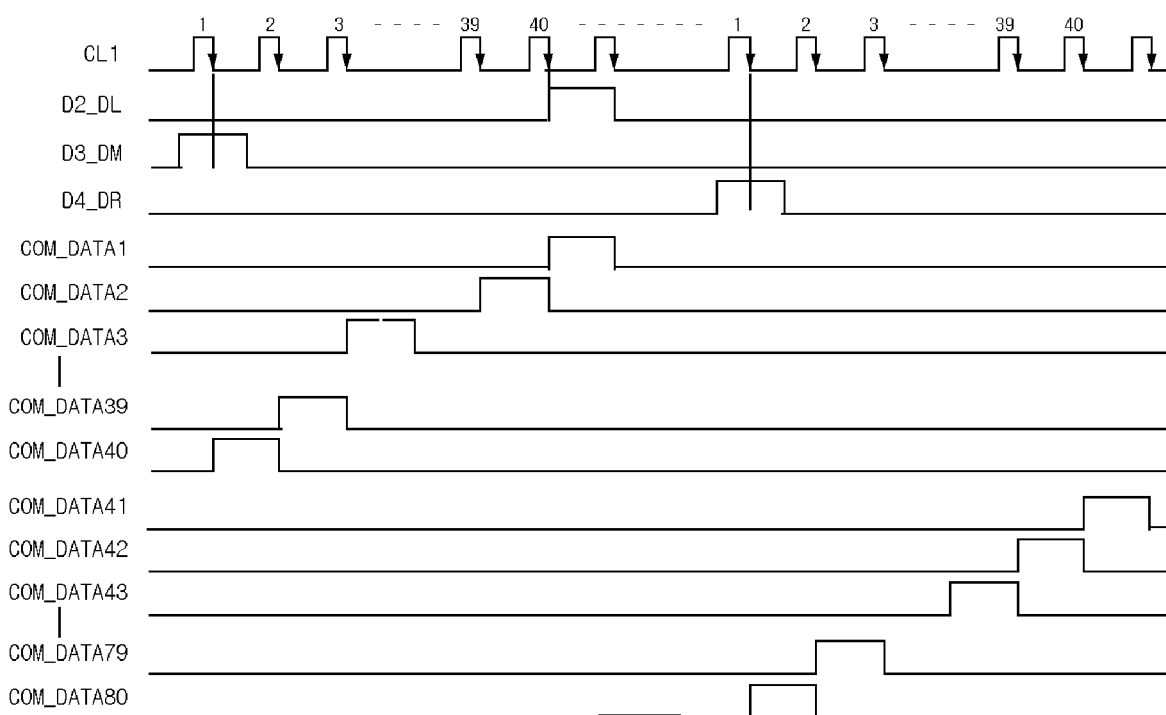 1 2 3 - - - - - 39 40 - - - - - - - - 1 2 3 - - - - - 39 40
CL1
D2_DL
D3_DM
D4_DR
COM_DATA1
COM_DATA2
COM_DATA3
COM_DATA39
COM_DATA40
COM_DATA41
COM_DATA42
COM_DATA43
COM_DATA79
COM_DATA80